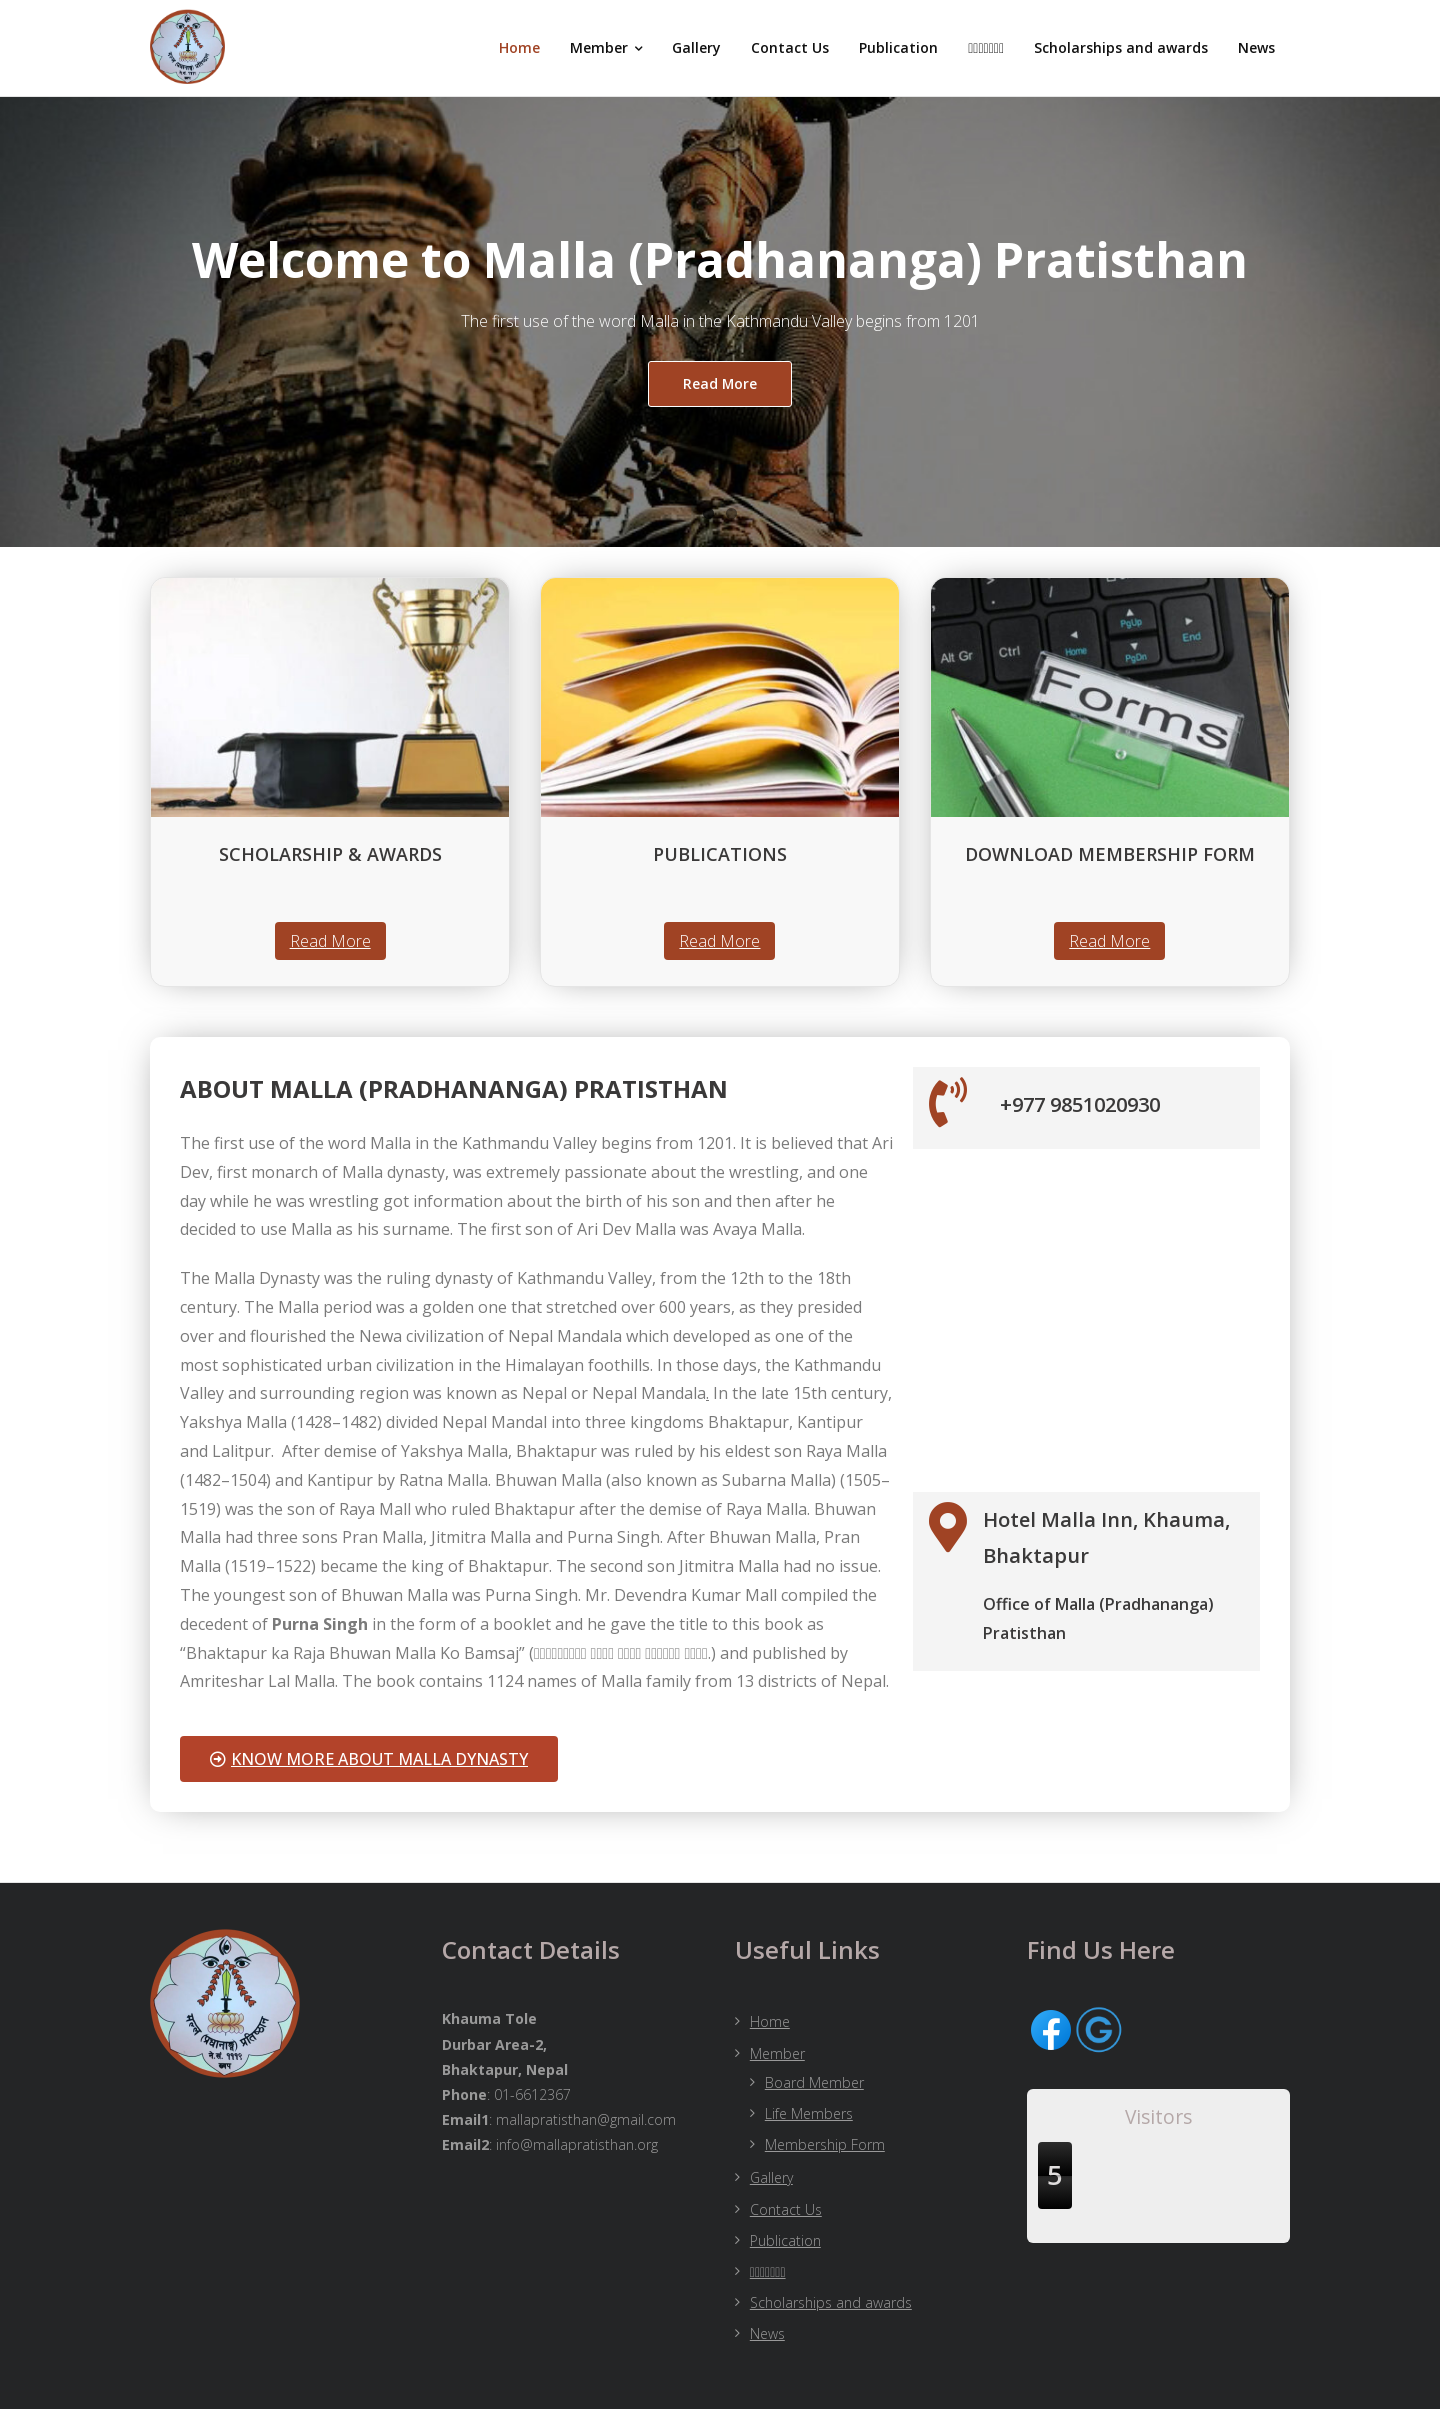 Home Member Gallery Contact Us Publication Scholarships and awards News
Welcome to Malla (Pradhananga) Pratisthan
The first use of the word Malla in the Kathmandu Valley begins from 1201
Read More
Alt Gr
Ctrl
Home
PgUp
PgDn
End
Forms
SCHOLARSHIP & AWARDS
Read More
PUBLICATIONS
Read More
DOWNLOAD MEMBERSHIP FORM
Read More
ABOUT MALLA (PRADHANANGA) PRATISTHAN
The first use of the word Malla in the Kathmandu Valley begins from 1201. It is believed that Ari
Dev, first monarch of Malla dynasty, was extremely passionate about the wrestling, and one
day while he was wrestling got information about the birth of his son and then after he
decided to use Malla as his surname. The first son of Ari Dev Malla was Avaya Malla.
The Malla Dynasty was the ruling dynasty of Kathmandu Valley, from the 12th to the 18th
century. The Malla period was a golden one that stretched over 600 years, as they presided
over and flourished the Newa civilization of Nepal Mandala which developed as one of the
most sophisticated urban civilization in the Himalayan foothills. In those days, the Kathmandu
Valley and surrounding region was known as Nepal or Nepal Mandala. In the late 15th century,
Yakshya Malla (1428–1482) divided Nepal Mandal into three kingdoms Bhaktapur, Kantipur
and Lalitpur.  After demise of Yakshya Malla, Bhaktapur was ruled by his eldest son Raya Malla
(1482–1504) and Kantipur by Ratna Malla. Bhuwan Malla (also known as Subarna Malla) (1505–
1519) was the son of Raya Mall who ruled Bhaktapur after the demise of Raya Malla. Bhuwan
Malla had three sons Pran Malla, Jitmitra Malla and Purna Singh. After Bhuwan Malla, Pran
Malla (1519–1522) became the king of Bhaktapur. The second son Jitmitra Malla had no issue.
The youngest son of Bhuwan Malla was Purna Singh. Mr. Devendra Kumar Mall compiled the
decedent of Purna Singh in the form of a booklet and he gave the title to this book as
“Bhaktapur ka Raja Bhuwan Malla Ko Bamsaj” ( .) and published by
Amriteshar Lal Malla. The book contains 1124 names of Malla family from 13 districts of Nepal.
KNOW MORE ABOUT MALLA DYNASTY
+977 9851020930
Hotel Malla Inn, Khauma,
Bhaktapur
Office of Malla (Pradhananga)
Pratisthan
मल्ल (प्रधानाङ्ग) प्रतिष्ठान
ने.सं. ११११
ख्वप
Contact Details
Khauma Tole
Durbar Area-2,
Bhaktapur, Nepal
Phone: 01-6612367
Email1: mallapratisthan@gmail.com
Email2: info@mallapratisthan.org
Useful Links
Home
Member
Board Member
Life Members
Membership Form
Gallery
Contact Us
Publication
Scholarships and awards
News
Find Us Here
Visitors
5